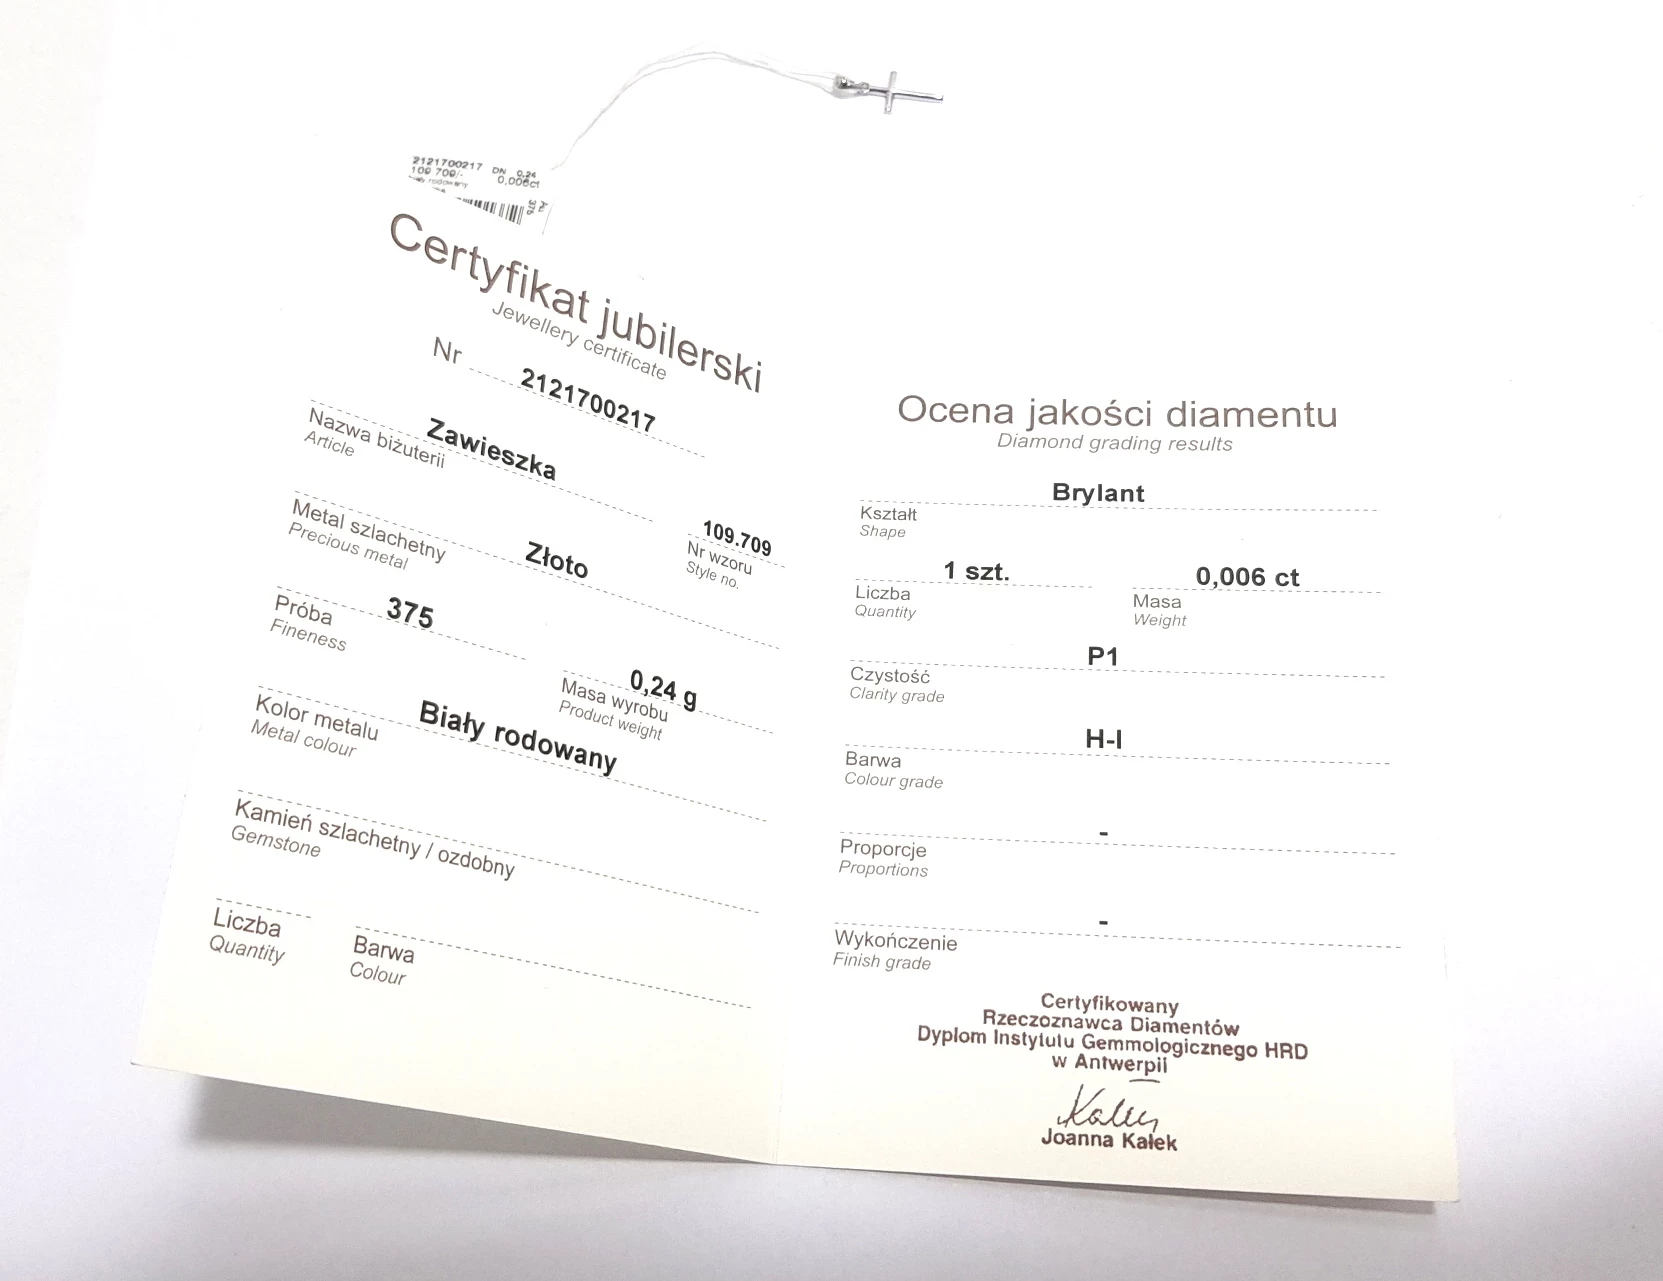 2121700217 DN 0,24
109 709/- 0,006ct
rodowany
Au 375
Certyfikat jubilerski
Jewellery certificate
Nr 2121700217
Zawieszka
Nazwa biżuterii
Article
109.709
Nr wzoru
Style no.
Złoto
Metal szlachetny
Precious metal
375
Próba
Fineness
0,24 g
Masa wyrobu
Product weight
Biały rodowany
Kolor metalu
Metal colour
Kamień szlachetny / ozdobny
Gemstone
Liczba
Quantity
Barwa
Colour
Ocena jakości diamentu
Diamond grading results
Brylant
Kształt
Shape
1 szt.
Liczba
Quantity
0,006 ct
Masa
Weight
P1
Czystość
Clarity grade
H-I
Barwa
Colour grade
-
Proporcje
Proportions
-
Wykończenie
Finish grade
Certyfikowany
Rzeczoznawca Diamentów
Dyplom Instytutu Gemmologicznego HRD
w Antwerpii
Joanna Kałek